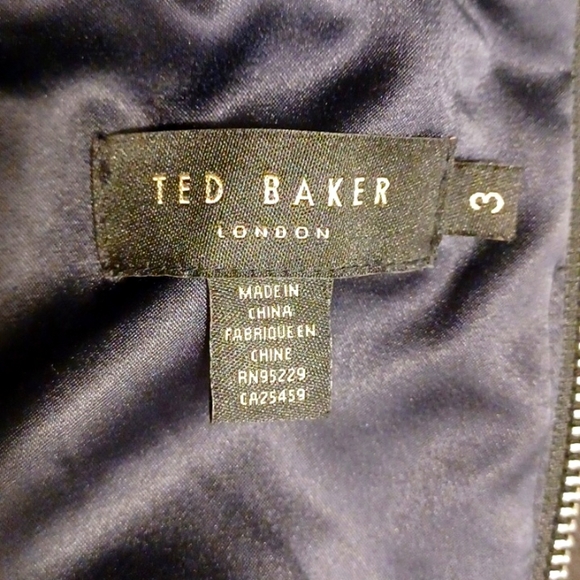 TED BAKER
LONDON
3
MADE IN
CHINA
FABRIQUE EN
CHINE
RN95229
CA25459